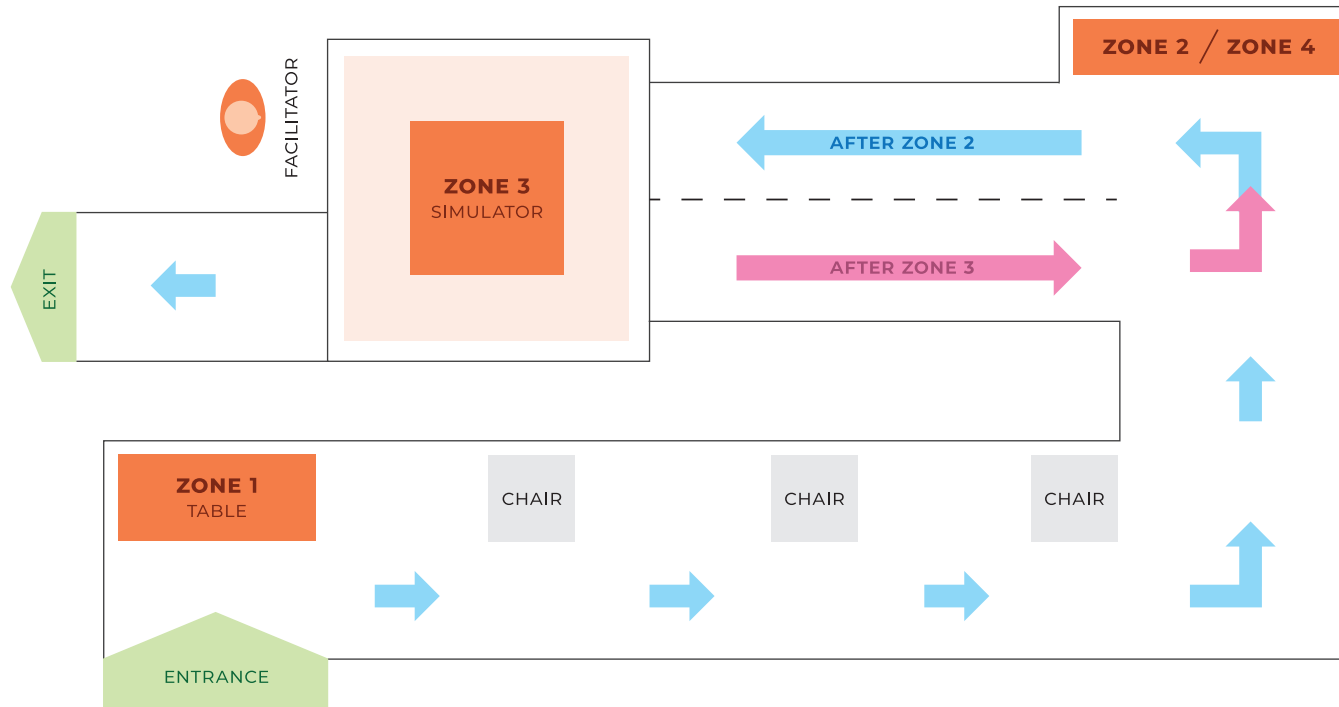 ZONE 2 / ZONE 4
FACILITATOR
AFTER ZONE 2
ZONE 3
SIMULATOR
AFTER ZONE 3
EXIT
ZONE 1
TABLE
CHAIR
CHAIR
CHAIR
ENTRANCE